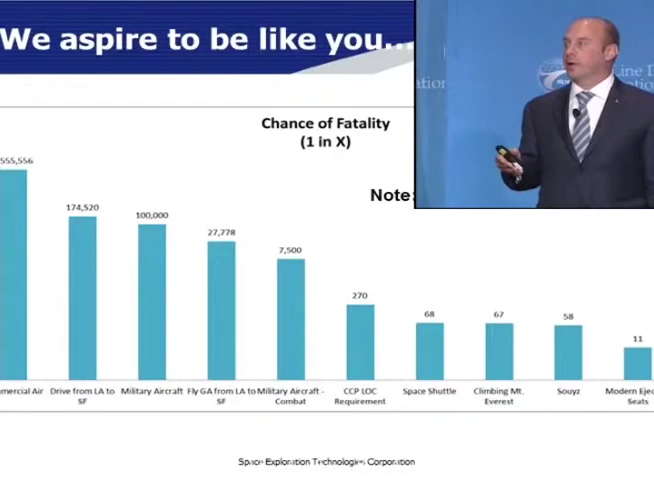 We aspire to be like you...
Line
Chance of Fatality
(1 in X)
Note:
555,556
174,520
100,000
27,778
7,500
270
68
67
58
11
mercial Air
Drive from LA to
SF
Military Aircraft
Fly GA from LA to
SF
Military Aircraft -
Combat
CCP LOC
Requirement
Space Shuttle
Climbing Mt.
Everest
Souyz
Modern Ejec
Seats
Space Exploration Technologies Corporation